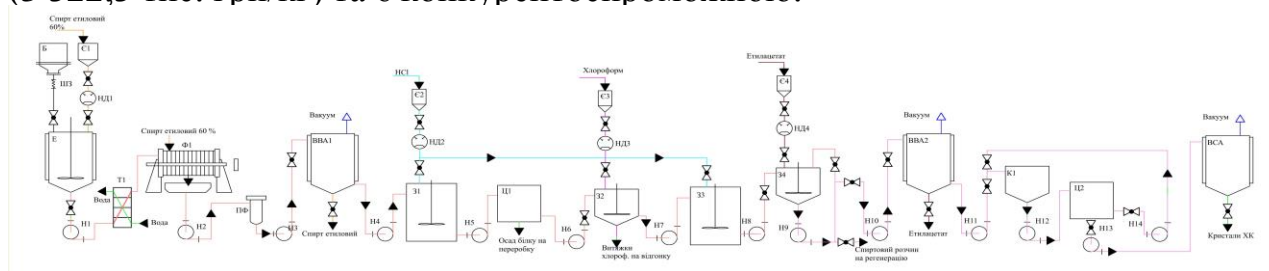 Спирт етиловий
60%
Б
Є1
ШЗ
НД1
Е
Спирт етиловий 60 %
Ф1
Т1
Вода
Вода
Н1
Н2
ПФ
Н3
Вакуум
ВВА1
Спирт етиловий
Н4
НСІ
Є2
НД2
З1
Н5
Ц1
Осад білку на
переробку
Н6
Хлороформ
Є3
НД3
З2
Витяжки
хлороф. на відгонку
Н7
З3
Н8
Етилацетат
Є4
НД4
З4
Н9
Н10
Спиртовий розчин
на регенерацію
Вакуум
ВВА2
Етилацетат
Н11
К1
Н12
Ц2
Н13
Н14
Вакуум
ВСА
Кристали ХК